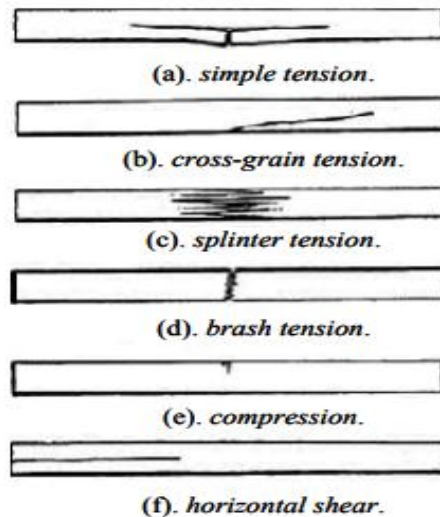 (a). simple tension.
(b). cross-grain tension.
(c). splinter tension.
(d). brash tension.
(e). compression.
(f). horizontal shear.